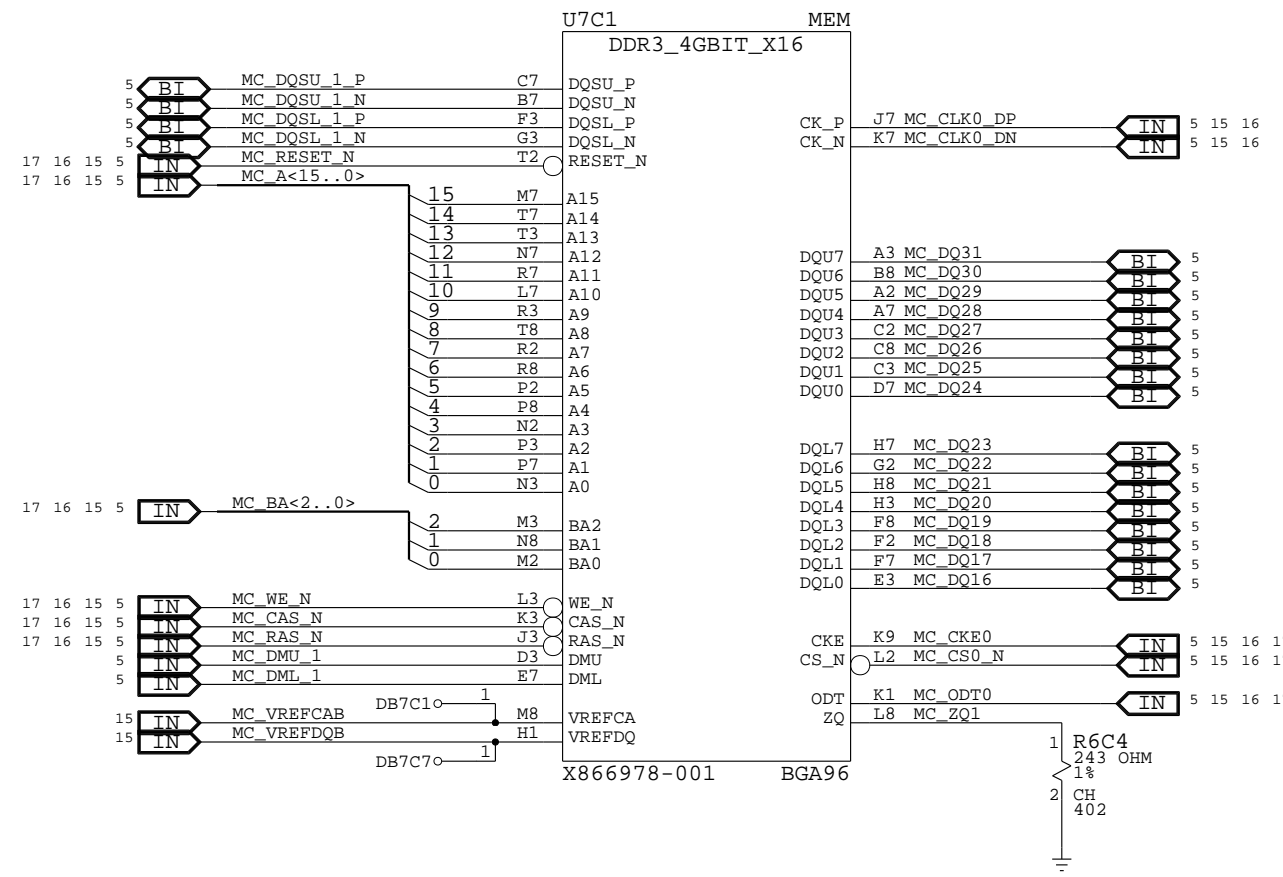 U7C1 MEM
DDR3_4GBIT_X16
5 BI MC_DQSU_1_P C7 DQSU_P
5 BI MC_DQSU_1_N B7 DQSU_N
5 BI MC_DQSL_1_P F3 DQSL_P CK_P J7 MC_CLK0_DP IN 5 15 16
5 BI MC_DQSL_1_N G3 DQSL_N CK_N K7 MC_CLK0_DN IN 5 15 16
17 16 15 5 IN MC_RESET_N T2 RESET_N
17 16 15 5 IN MC_A<15..0>
15 M7 A15
14 T7 A14
13 T3 A13
12 N7 A12 DQU7 A3 MC_DQ31 BI 5
11 R7 A11 DQU6 B8 MC_DQ30 BI 5
10 L7 A10 DQU5 A2 MC_DQ29 BI 5
9 R3 A9 DQU4 A7 MC_DQ28 BI 5
8 T8 A8 DQU3 C2 MC_DQ27 BI 5
7 R2 A7 DQU2 C8 MC_DQ26 BI 5
6 R8 A6 DQU1 C3 MC_DQ25 BI 5
5 P2 A5 DQU0 D7 MC_DQ24 BI 5
4 P8 A4
3 N2 A3
2 P3 A2 DQL7 H7 MC_DQ23 BI 5
1 P7 A1 DQL6 G2 MC_DQ22 BI 5
0 N3 A0 DQL5 H8 MC_DQ21 BI 5
17 16 15 5 IN MC_BA<2..0> DQL4 H3 MC_DQ20 BI 5
2 M3 BA2 DQL3 F8 MC_DQ19 BI 5
1 N8 BA1 DQL2 F2 MC_DQ18 BI 5
0 M2 BA0 DQL1 F7 MC_DQ17 BI 5
DQL0 E3 MC_DQ16 BI 5
17 16 15 5 IN MC_WE_N L3 WE_N
17 16 15 5 IN MC_CAS_N K3 CAS_N
17 16 15 5 IN MC_RAS_N J3 RAS_N CKE K9 MC_CKE0 IN 5 15 16 1
5 IN MC_DMU_1 D3 DMU CS_N L2 MC_CS0_N IN 5 15 16 1
5 IN MC_DML_1 E7 DML
DB7C1 1 ODT K1 MC_ODT0 IN 5 15 16 1
15 IN MC_VREFCAB M8 VREFCA ZQ L8 MC_ZQ1
15 IN MC_VREFDQB H1 VREFDQ
DB7C7 1
1 R6C4
243 OHM
1%
2 CH
402
X866978-001 BGA96